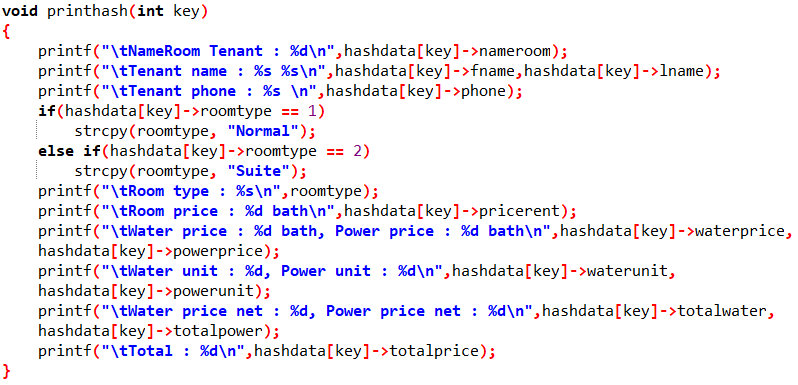 void printhash(int key)
{
    printf("\tNameRoom Tenant : %d\n",hashdata[key]->nameroom);
    printf("\tTenant name : %s %s\n",hashdata[key]->fname,hashdata[key]->lname);
    printf("\tTenant phone : %s \n",hashdata[key]->phone);
    if(hashdata[key]->roomtype == 1)
        strcpy(roomtype, "Normal");
    else if(hashdata[key]->roomtype == 2)
        strcpy(roomtype, "Suite");
    printf("\tRoom type : %s\n",roomtype);
    printf("\tRoom price : %d bath\n",hashdata[key]->pricerent);
    printf("\tWater price : %d bath, Power price : %d bath\n",hashdata[key]->waterprice,
    hashdata[key]->powerprice);
    printf("\tWater unit : %d, Power unit : %d\n",hashdata[key]->waterunit,
    hashdata[key]->powerunit);
    printf("\tWater price net : %d, Power price net : %d\n",hashdata[key]->totalwater,
    hashdata[key]->totalpower);
    printf("\tTotal : %d\n",hashdata[key]->totalprice);
}